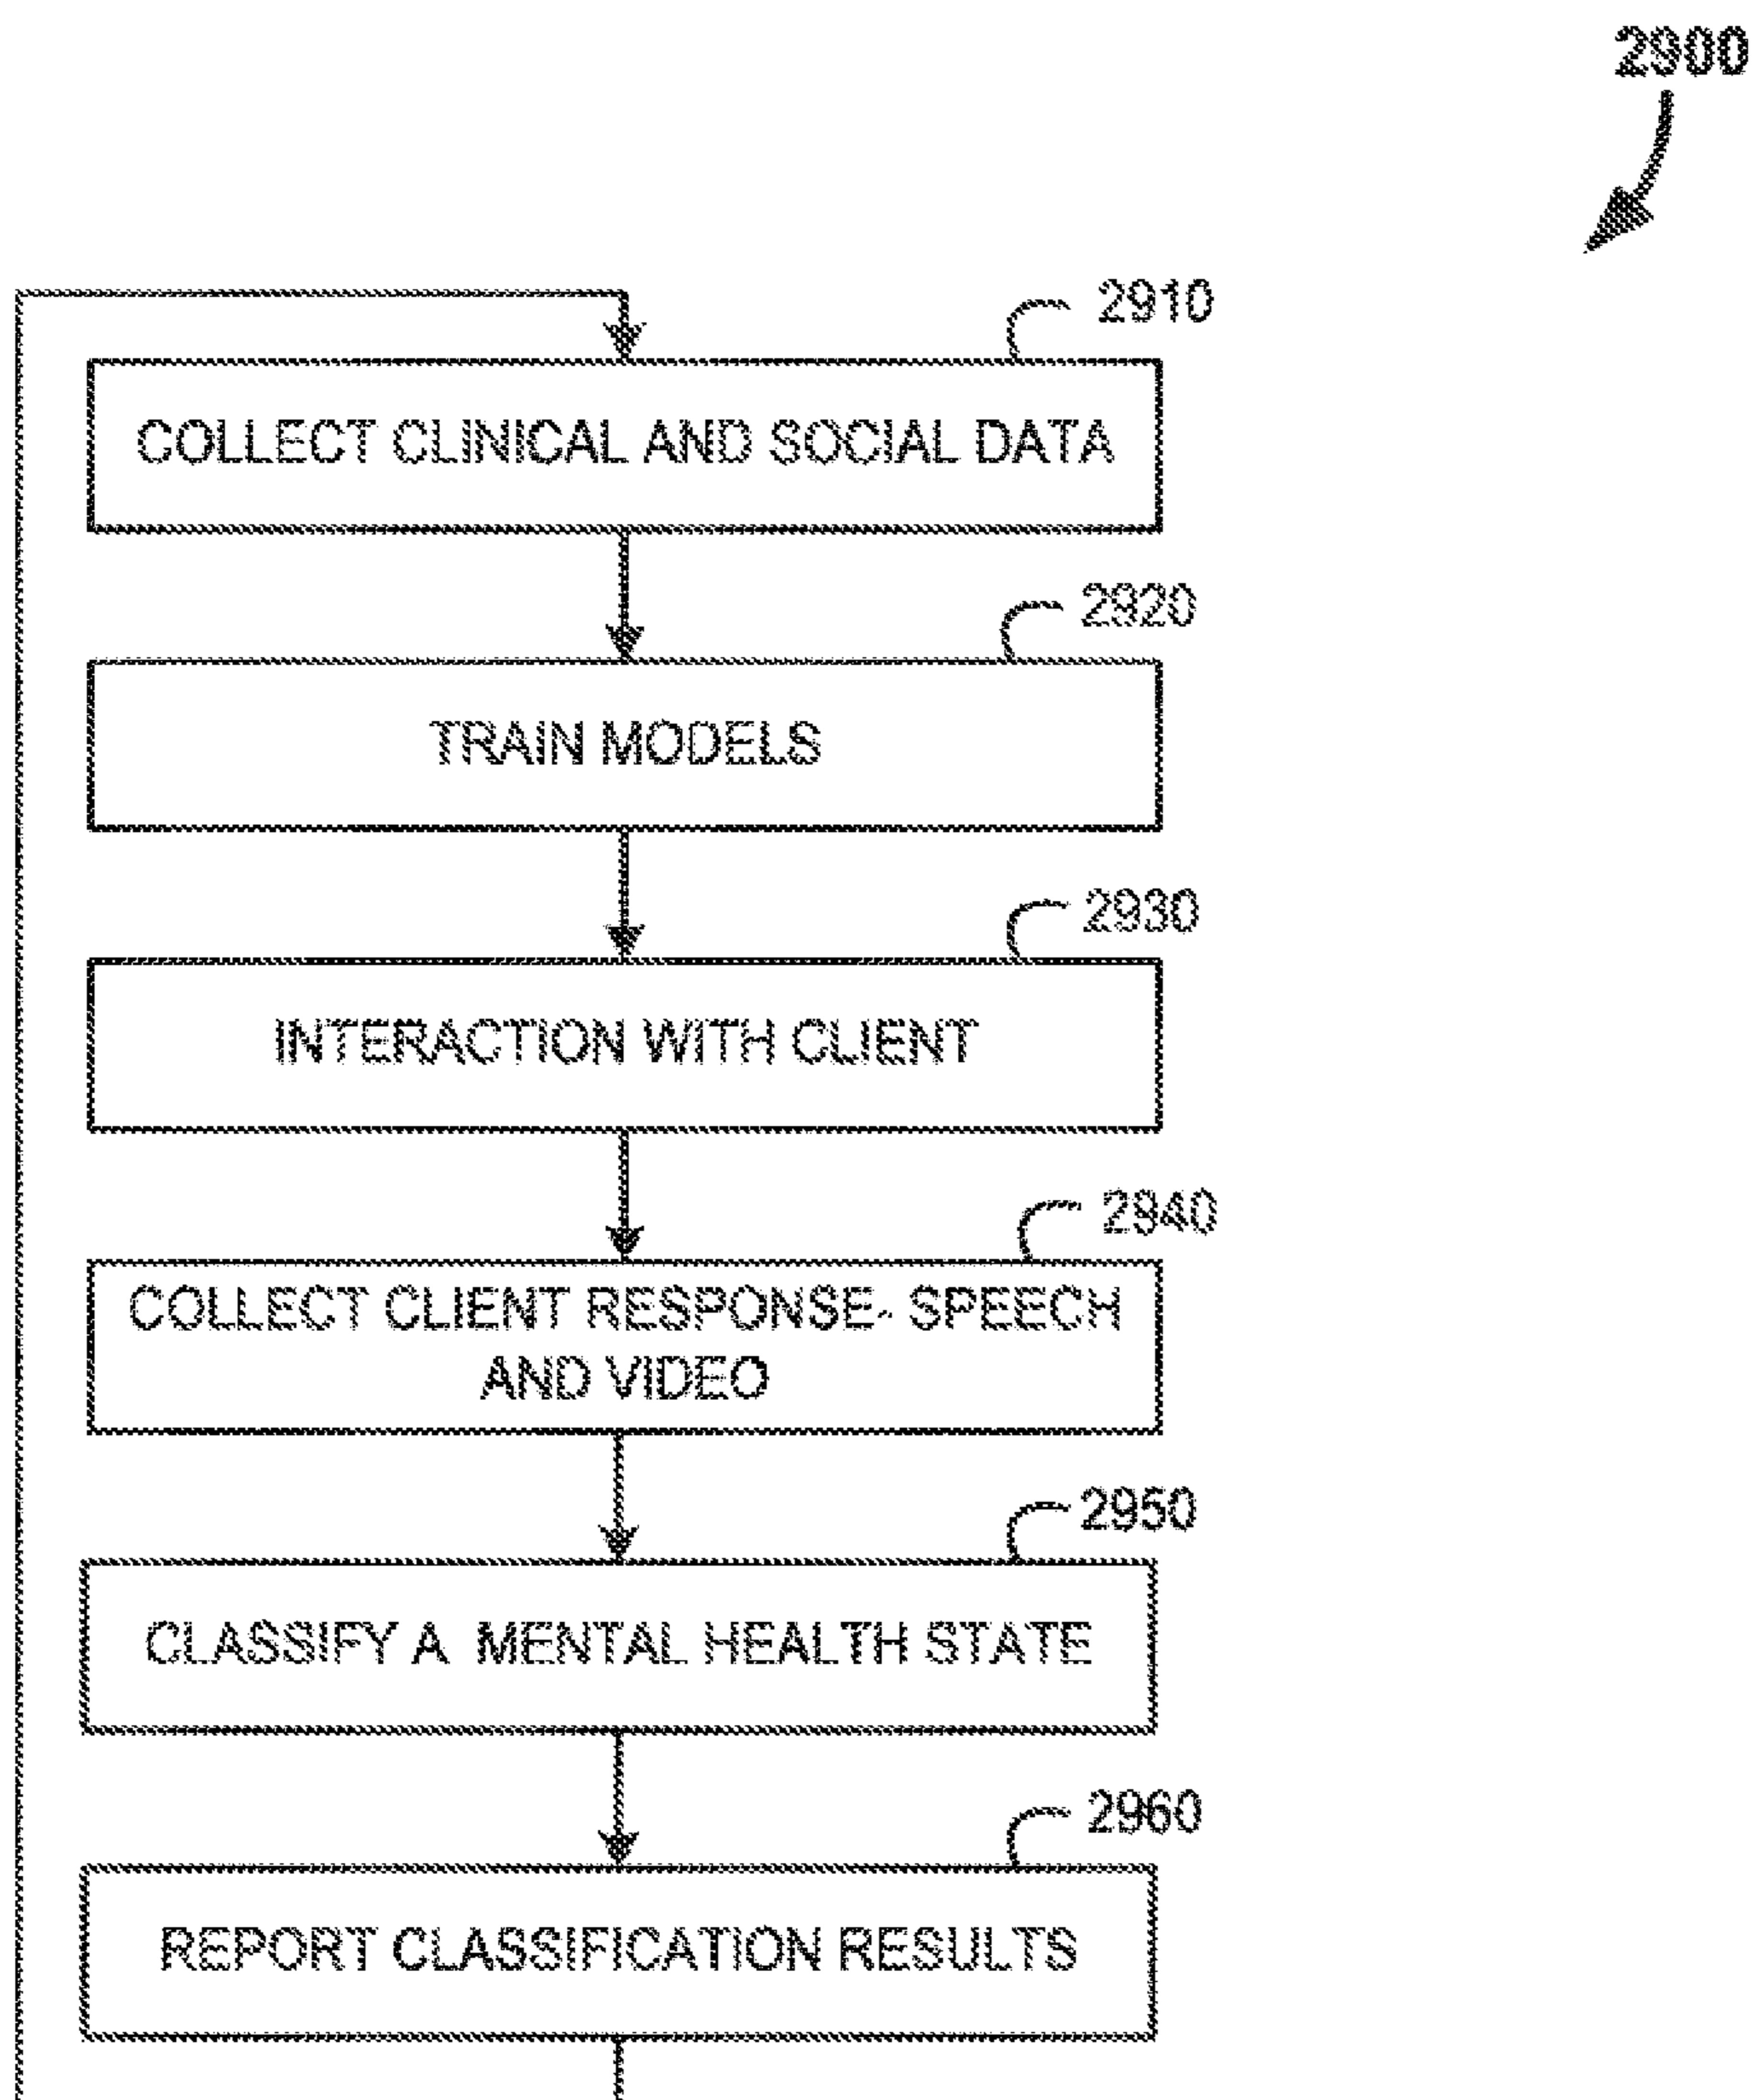 2900
2910
COLLECT CLINICAL AND SOCIAL DATA
2920
TRAIN MODELS
2930
INTERACTION WITH CLIENT
2940
COLLECT CLIENT RESPONSE- SPEECH
AND VIDEO
2950
CLASSIFY A MENTAL HEALTH STATE
2960
REPORT CLASSIFICATION RESULTS